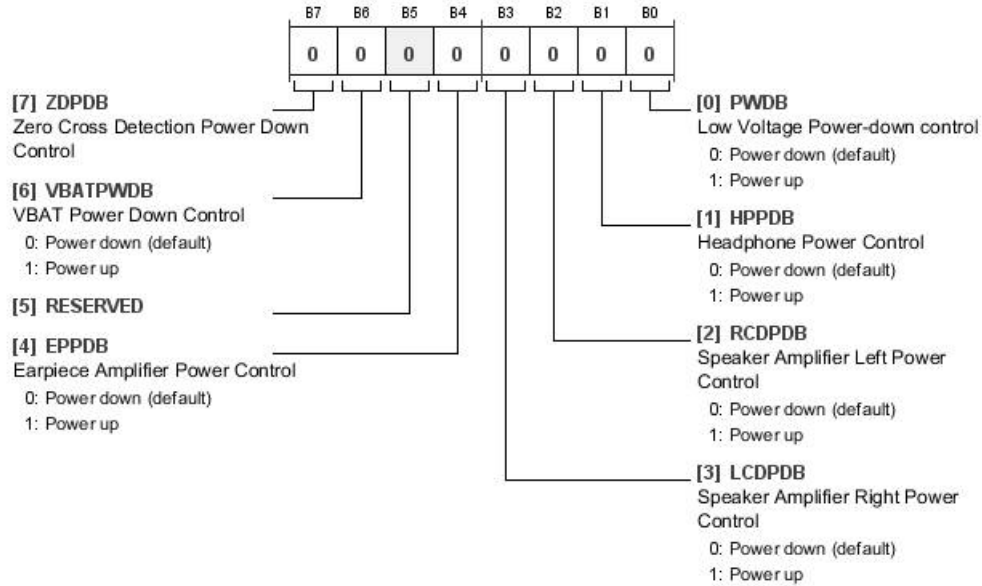 B7 B6 B5 B4 B3 B2 B1 B0
0 0 0 0 0 0 0 0
[7] ZDPDB
Zero Cross Detection Power Down
Control
[6] VBATPWDB
VBAT Power Down Control
0: Power down (default)
1: Power up
[5] RESERVED
[4] EPPDB
Earpiece Amplifier Power Control
0: Power down (default)
1: Power up
[0] PWDB
Low Voltage Power-down control
0: Power down (default)
1: Power up
[1] HPPDB
Headphone Power Control
0: Power down (default)
1: Power up
[2] RCDPDB
Speaker Amplifier Left Power
Control
0: Power down (default)
1: Power up
[3] LCDPDB
Speaker Amplifier Right Power
Control
0: Power down (default)
1: Power up